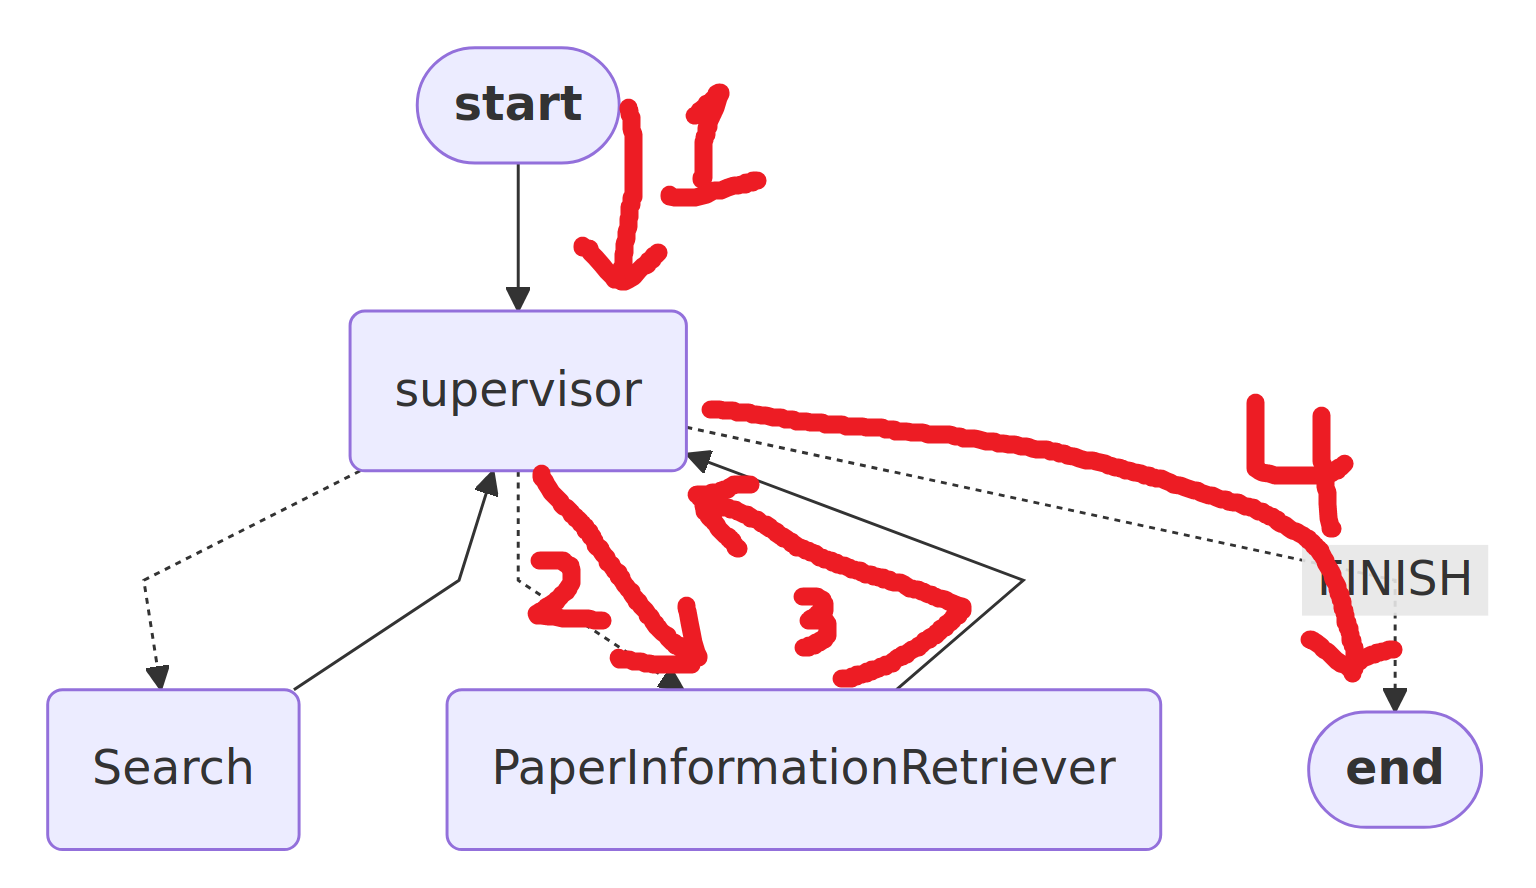 start
1
supervisor
4
FINISH
2
3
Search
PaperInformationRetriever
end